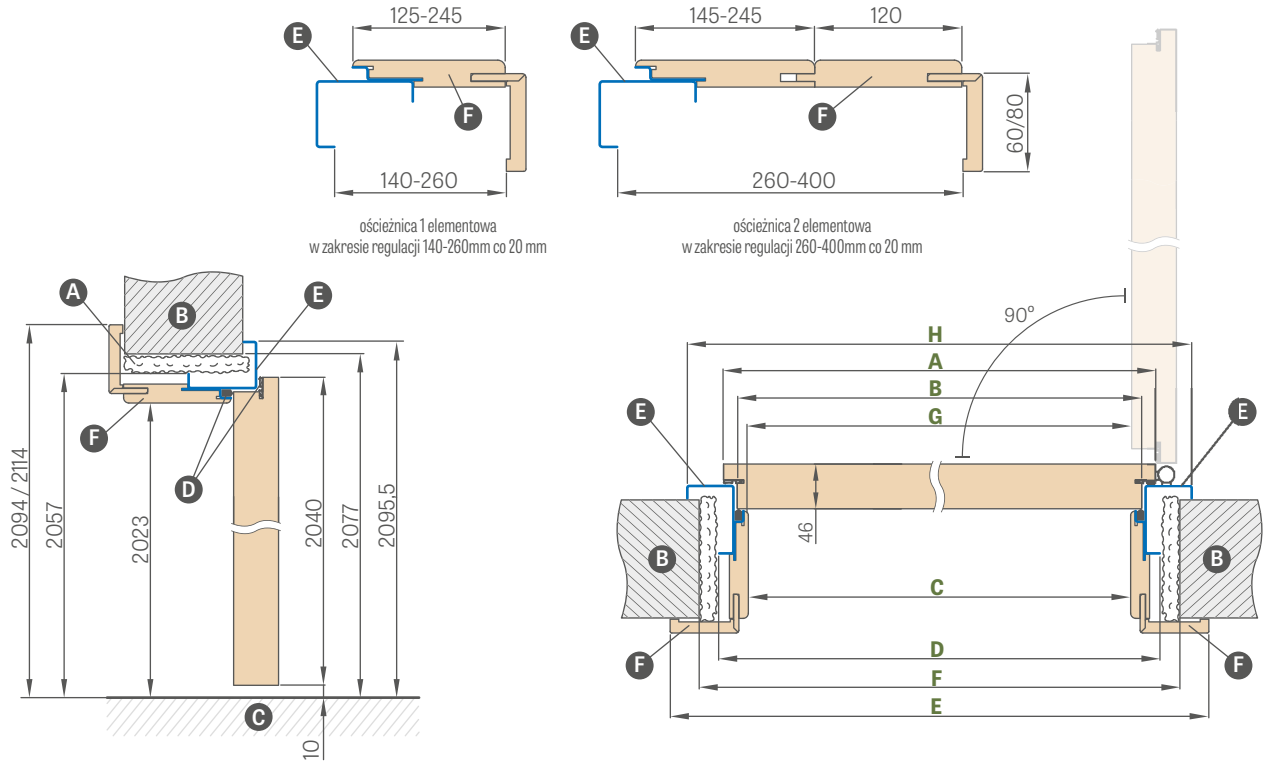 125-245
145-245
120
E
E
F
F
60/80
140-260
260-400
ościeżnica 1 elementowa
w zakresie regulacji 140-260mm co 20 mm
ościeżnica 2 elementowa
w zakresie regulacji 260-400mm co 20 mm
A
B
E
F
D
2094 / 2114
2057
2023
2040
2077
2095,5
C
10
90°
H
A
B
G
E
E
46
B
B
C
F
F
D
F
E